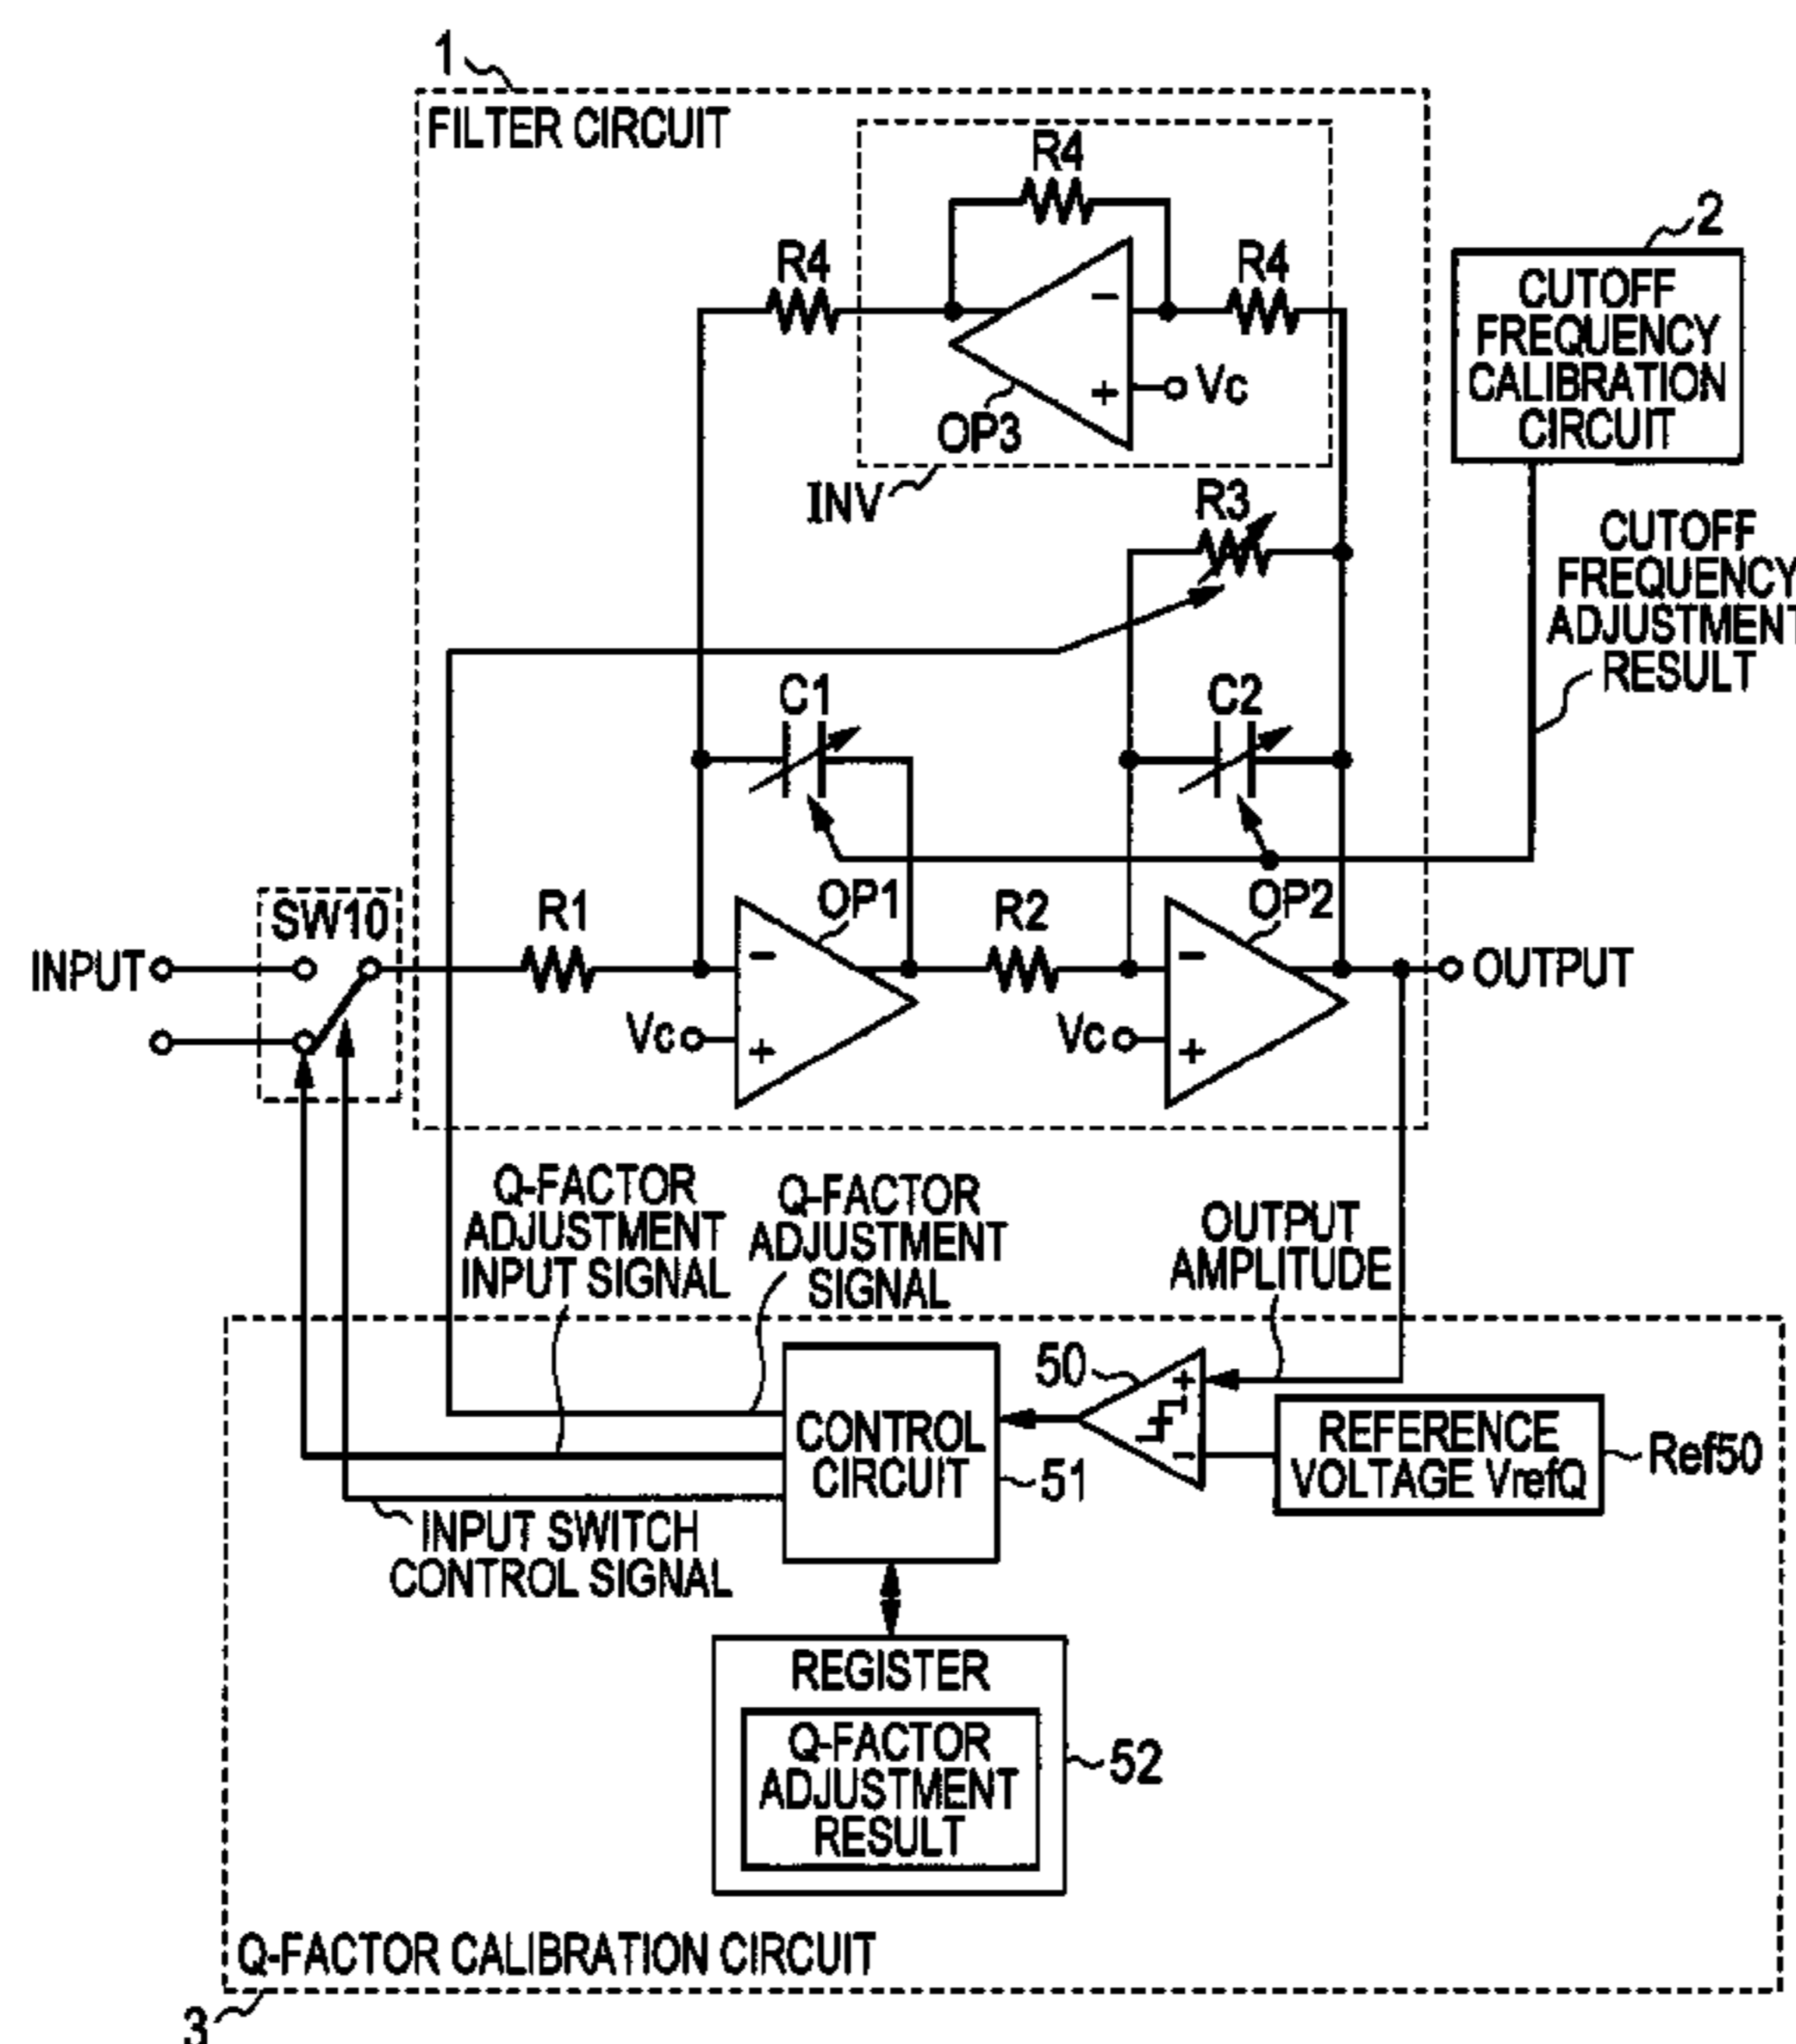 1
FILTER CIRCUIT
R4
R4
R4
−
+
Vc
OP3
INV
2
CUTOFF
FREQUENCY
CALIBRATION
CIRCUIT
R3
CUTOFF
FREQUENCY
ADJUSTMENT
RESULT
C1
C2
SW10
R1
OP1
R2
OP2
INPUT
−
−
OUTPUT
Vc
+
Vc
+
Q-FACTOR
ADJUSTMENT
INPUT SIGNAL
Q-FACTOR
ADJUSTMENT
SIGNAL
OUTPUT
AMPLITUDE
50
+
−
CONTROL
CIRCUIT
51
REFERENCE
VOLTAGE VrefQ
Ref50
INPUT SWITCH
CONTROL SIGNAL
REGISTER
Q-FACTOR
ADJUSTMENT
RESULT
52
Q-FACTOR CALIBRATION CIRCUIT
3